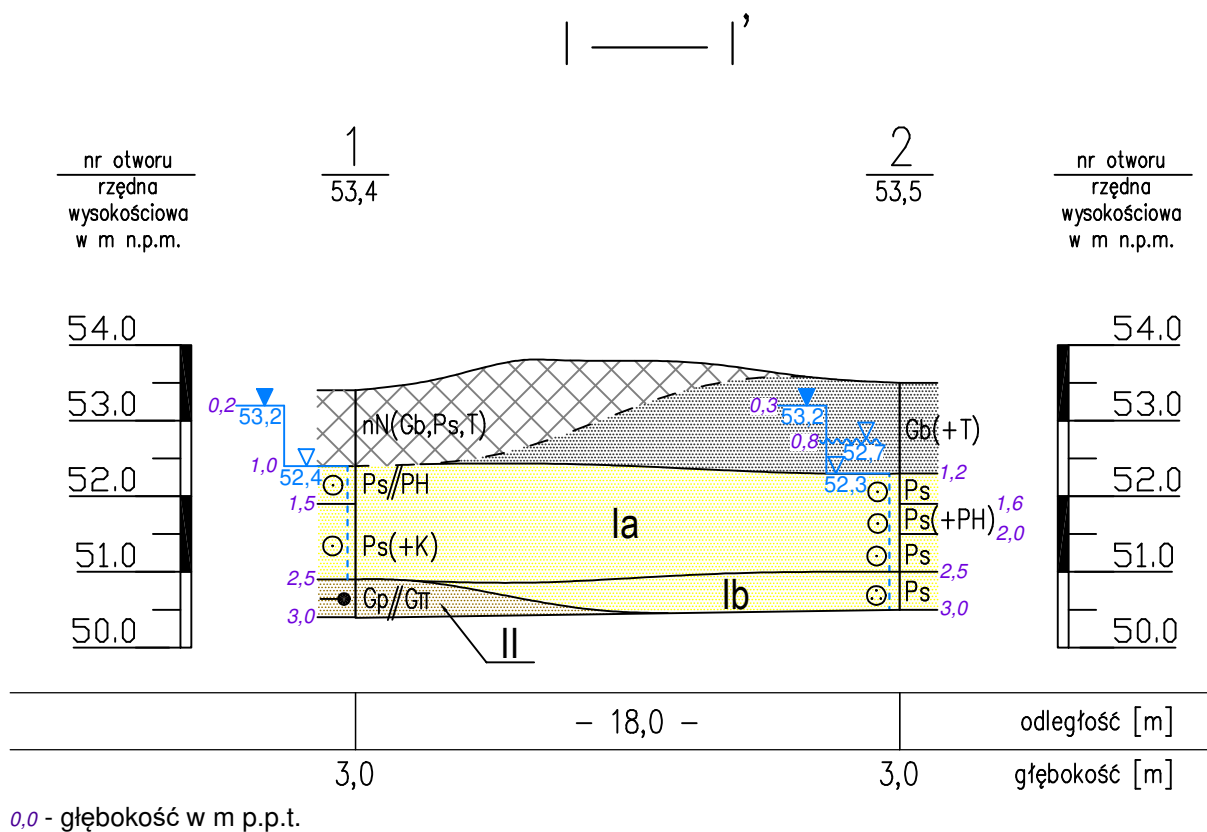 I — I'
1
53,4
2
53,5
nr otworu
rzędna
wysokościowa
w m n.p.m.
nr otworu
rzędna
wysokościowa
w m n.p.m.
54.0
53.0
52.0
51.0
50.0
54.0
53.0
52.0
51.0
50.0
0,2
53,2
1,0
52,4
1,5
2,5
3,0
nN(Gb,Ps,T)
Ps//PH
Ps(+K)
Gp//Gπ
Ia
Ib
II
0,3
53,2
0,8
52,7
52,3
Gb(+T)
1,2
Ps
1,6
Ps(+PH)
2,0
Ps
2,5
Ps
3,0
- 18,0 -
odległość [m]
3,0
3,0
głębokość [m]
0,0 - głębokość w m p.p.t.